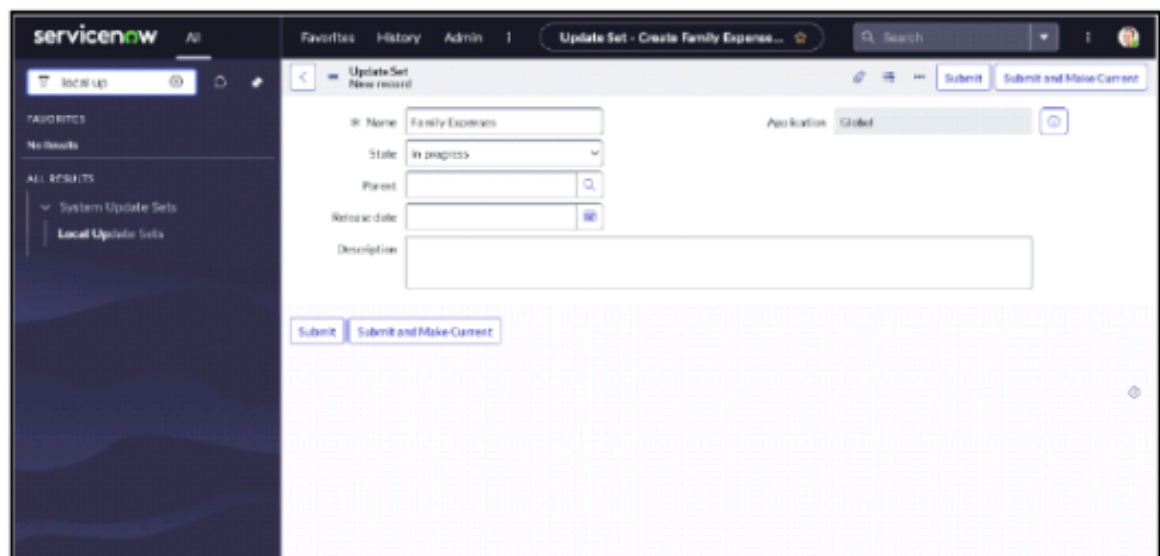 servicenow All Favorites History Admin Update Set - Create Family Expense... Search
local up
Update Set
New record
Submit Submit and Make Current
FAVORITES
No Results
ALL RESULTS
System Update Sets
Local Update Sets
Name Family Expenses
Application Global
State In progress
Parent
Release date
Description
Submit Submit and Make Current